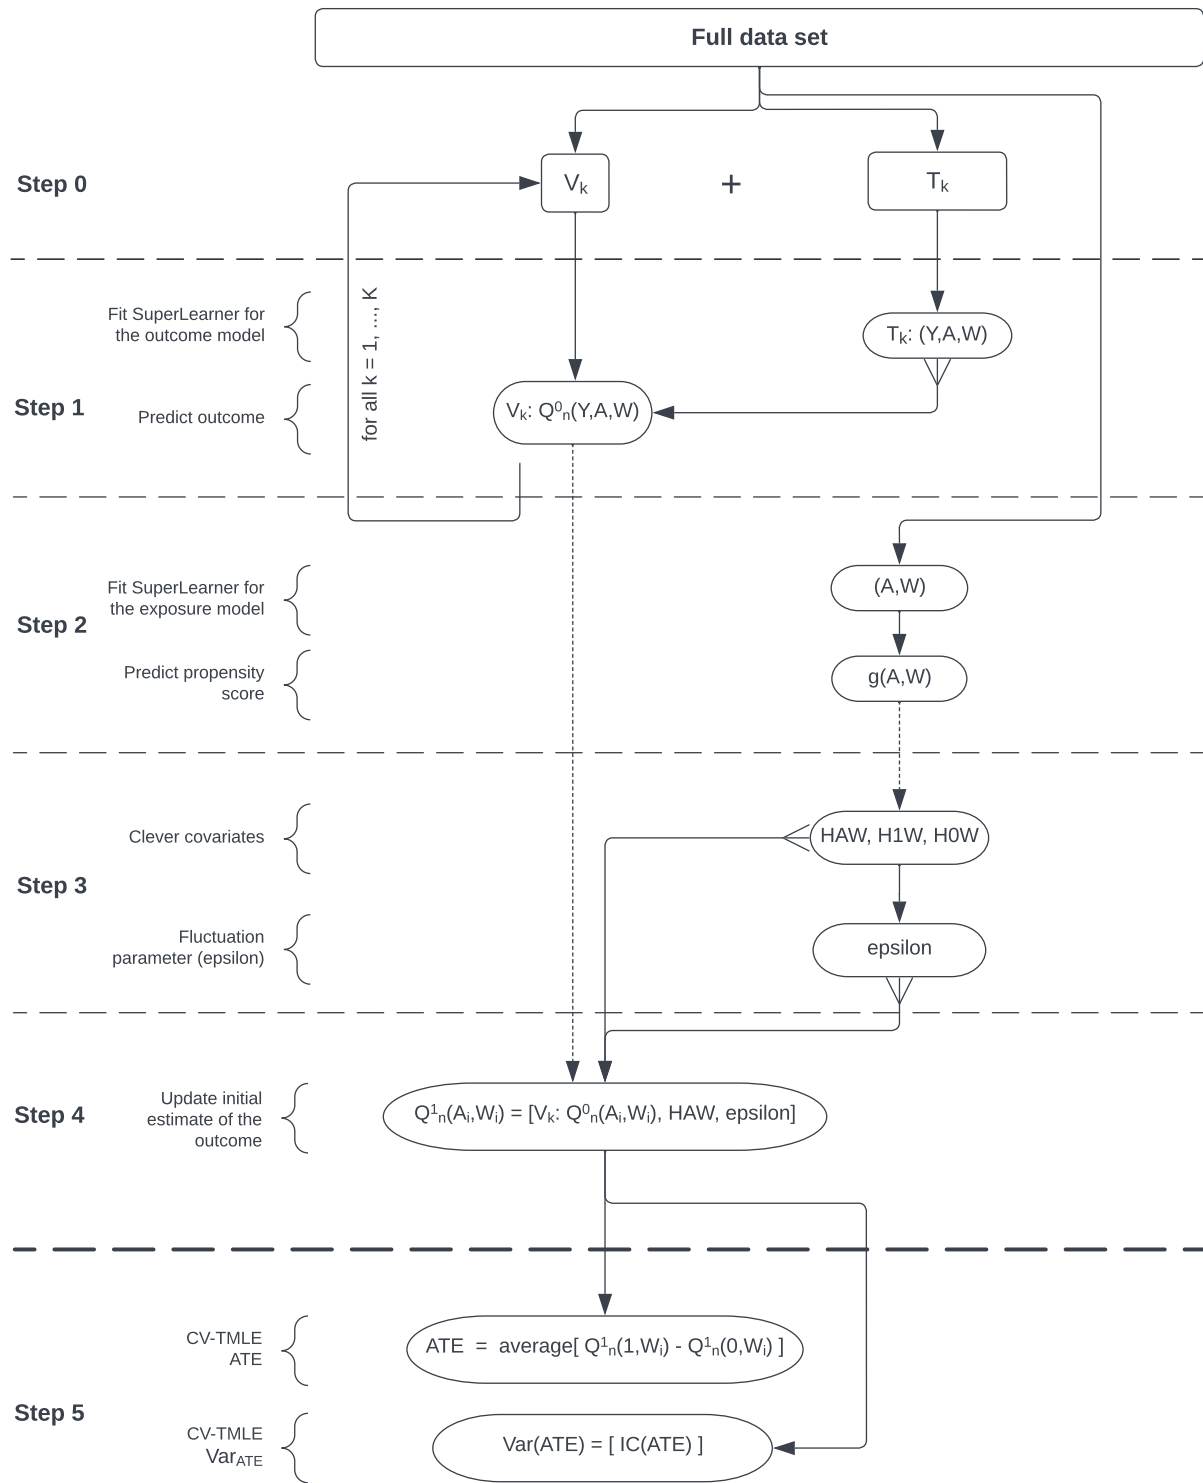 Full data set
Step 0
Vₖ
+
Tₖ
for all k = 1, ..., K
Fit SuperLearner for
the outcome model
Tₖ: (Y,A,W)
Step 1
Predict outcome
Vₖ: Q⁰ₙ(Y,A,W)
Fit SuperLearner for
the exposure model
(A,W)
Step 2
Predict propensity
score
g(A,W)
Clever covariates
HAW, H1W, H0W
Step 3
Fluctuation
parameter (epsilon)
epsilon
Step 4
Update initial
estimate of the
outcome
Q¹ₙ(Aᵢ,Wᵢ) = [Vₖ: Q⁰ₙ(Aᵢ,Wᵢ), HAW, epsilon]
CV-TMLE
ATE
ATE = average[ Q¹ₙ(1,Wᵢ) - Q¹ₙ(0,Wᵢ) ]
Step 5
CV-TMLE
Var_ATE
Var(ATE) = [ IC(ATE) ]